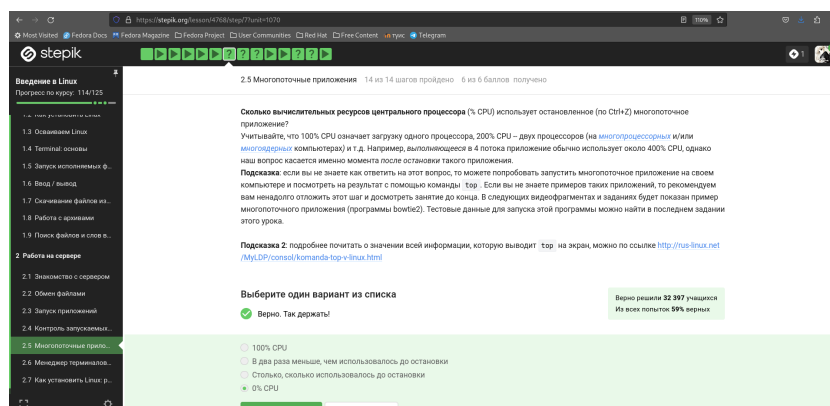 https://stepik.org/lesson/4768/step/7?unit=1070
110%
Most Visited Fedora Docs Fedora Magazine Fedora Project User Communities Red Hat Free Content Telegram
stepik
1
Введение в Linux
Прогресс по курсу: 114/125
2.5 Многопоточные приложения 14 из 14 шагов пройдено 6 из 6 баллов получено
1.3 Осваиваем Linux
1.4 Terminal: основы
1.5 Запуск исполняемых ф...
1.6 Ввод / вывод
1.7 Скачивание файлов из...
1.8 Работа с архивами
1.9 Поиск файлов и слов в...
2 Работа на сервере
2.1 Знакомство с сервером
2.2 Обмен файлами
2.3 Запуск приложений
2.4 Контроль запускаемых...
2.5 Многопоточные прило...
2.6 Менеджер терминалов...
2.7 Как установить Linux: р...
Сколько вычислительных ресурсов центрального процессора (% CPU) использует остановленное (по Ctrl+Z) многопоточное
приложение?
Учитывайте, что 100% CPU означает загрузку одного процессора, 200% CPU – двух процессоров (на многопроцессорных и/или
многоядерных компьютерах) и т.д. Например, выполняющееся в 4 потока приложение обычно использует около 400% CPU, однако
наш вопрос касается именно момента после остановки такого приложения.
Подсказка: если вы не знаете как ответить на этот вопрос, то можете попробовать запустить многопоточное приложение на своем
компьютере и посмотреть на результат с помощью команды top . Если вы не знаете примеров таких приложений, то рекомендуем
вам ненадолго отложить этот шаг и досмотреть занятие до конца. В следующих видеофрагментах и заданиях будет показан пример
многопоточного приложения (программы bowtie2). Тестовые данные для запуска этой программы можно найти в последнем задании
этого урока.
Подсказка 2: подробнее почитать о значении всей информации, которую выводит top на экран, можно по ссылке http://rus-linux.net
/MyLDP/consol/komanda-top-v-linux.html
Выберите один вариант из списка
Верно. Так держать!
Верно решили 32 397 учащихся
Из всех попыток 59% верных
100% CPU
В два раза меньше, чем использовалось до остановки
Столько, сколько использовалось до остановки
0% CPU